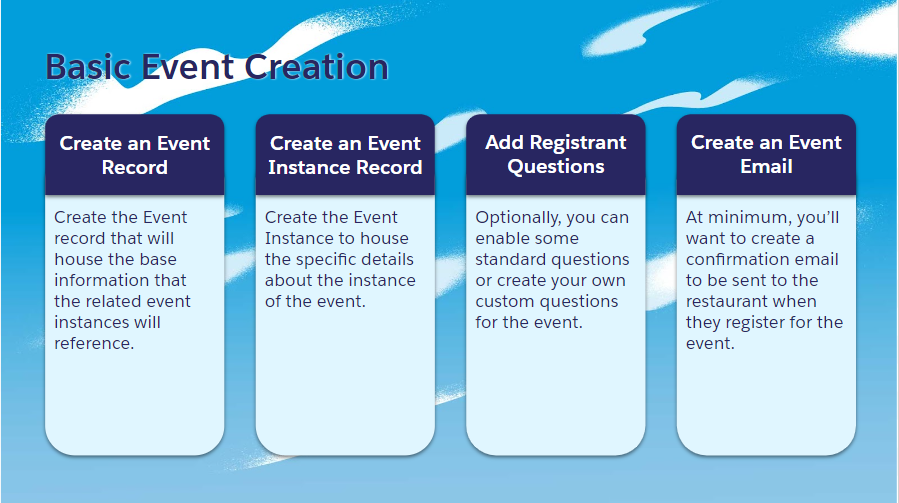 Basic Event Creation
Create an Event
Record
Create the Event
record that will
house the base
information that
the related event
instances will
reference.
Create an Event
Instance Record
Create the Event
Instance to house
the specific details
about the instance
of the event.
Add Registrant
Questions
Optionally, you can
enable some
standard questions
or create your own
custom questions
for the event.
Create an Event
Email
At minimum, you’ll
want to create a
confirmation email
to be sent to the
restaurant when
they register for the
event.